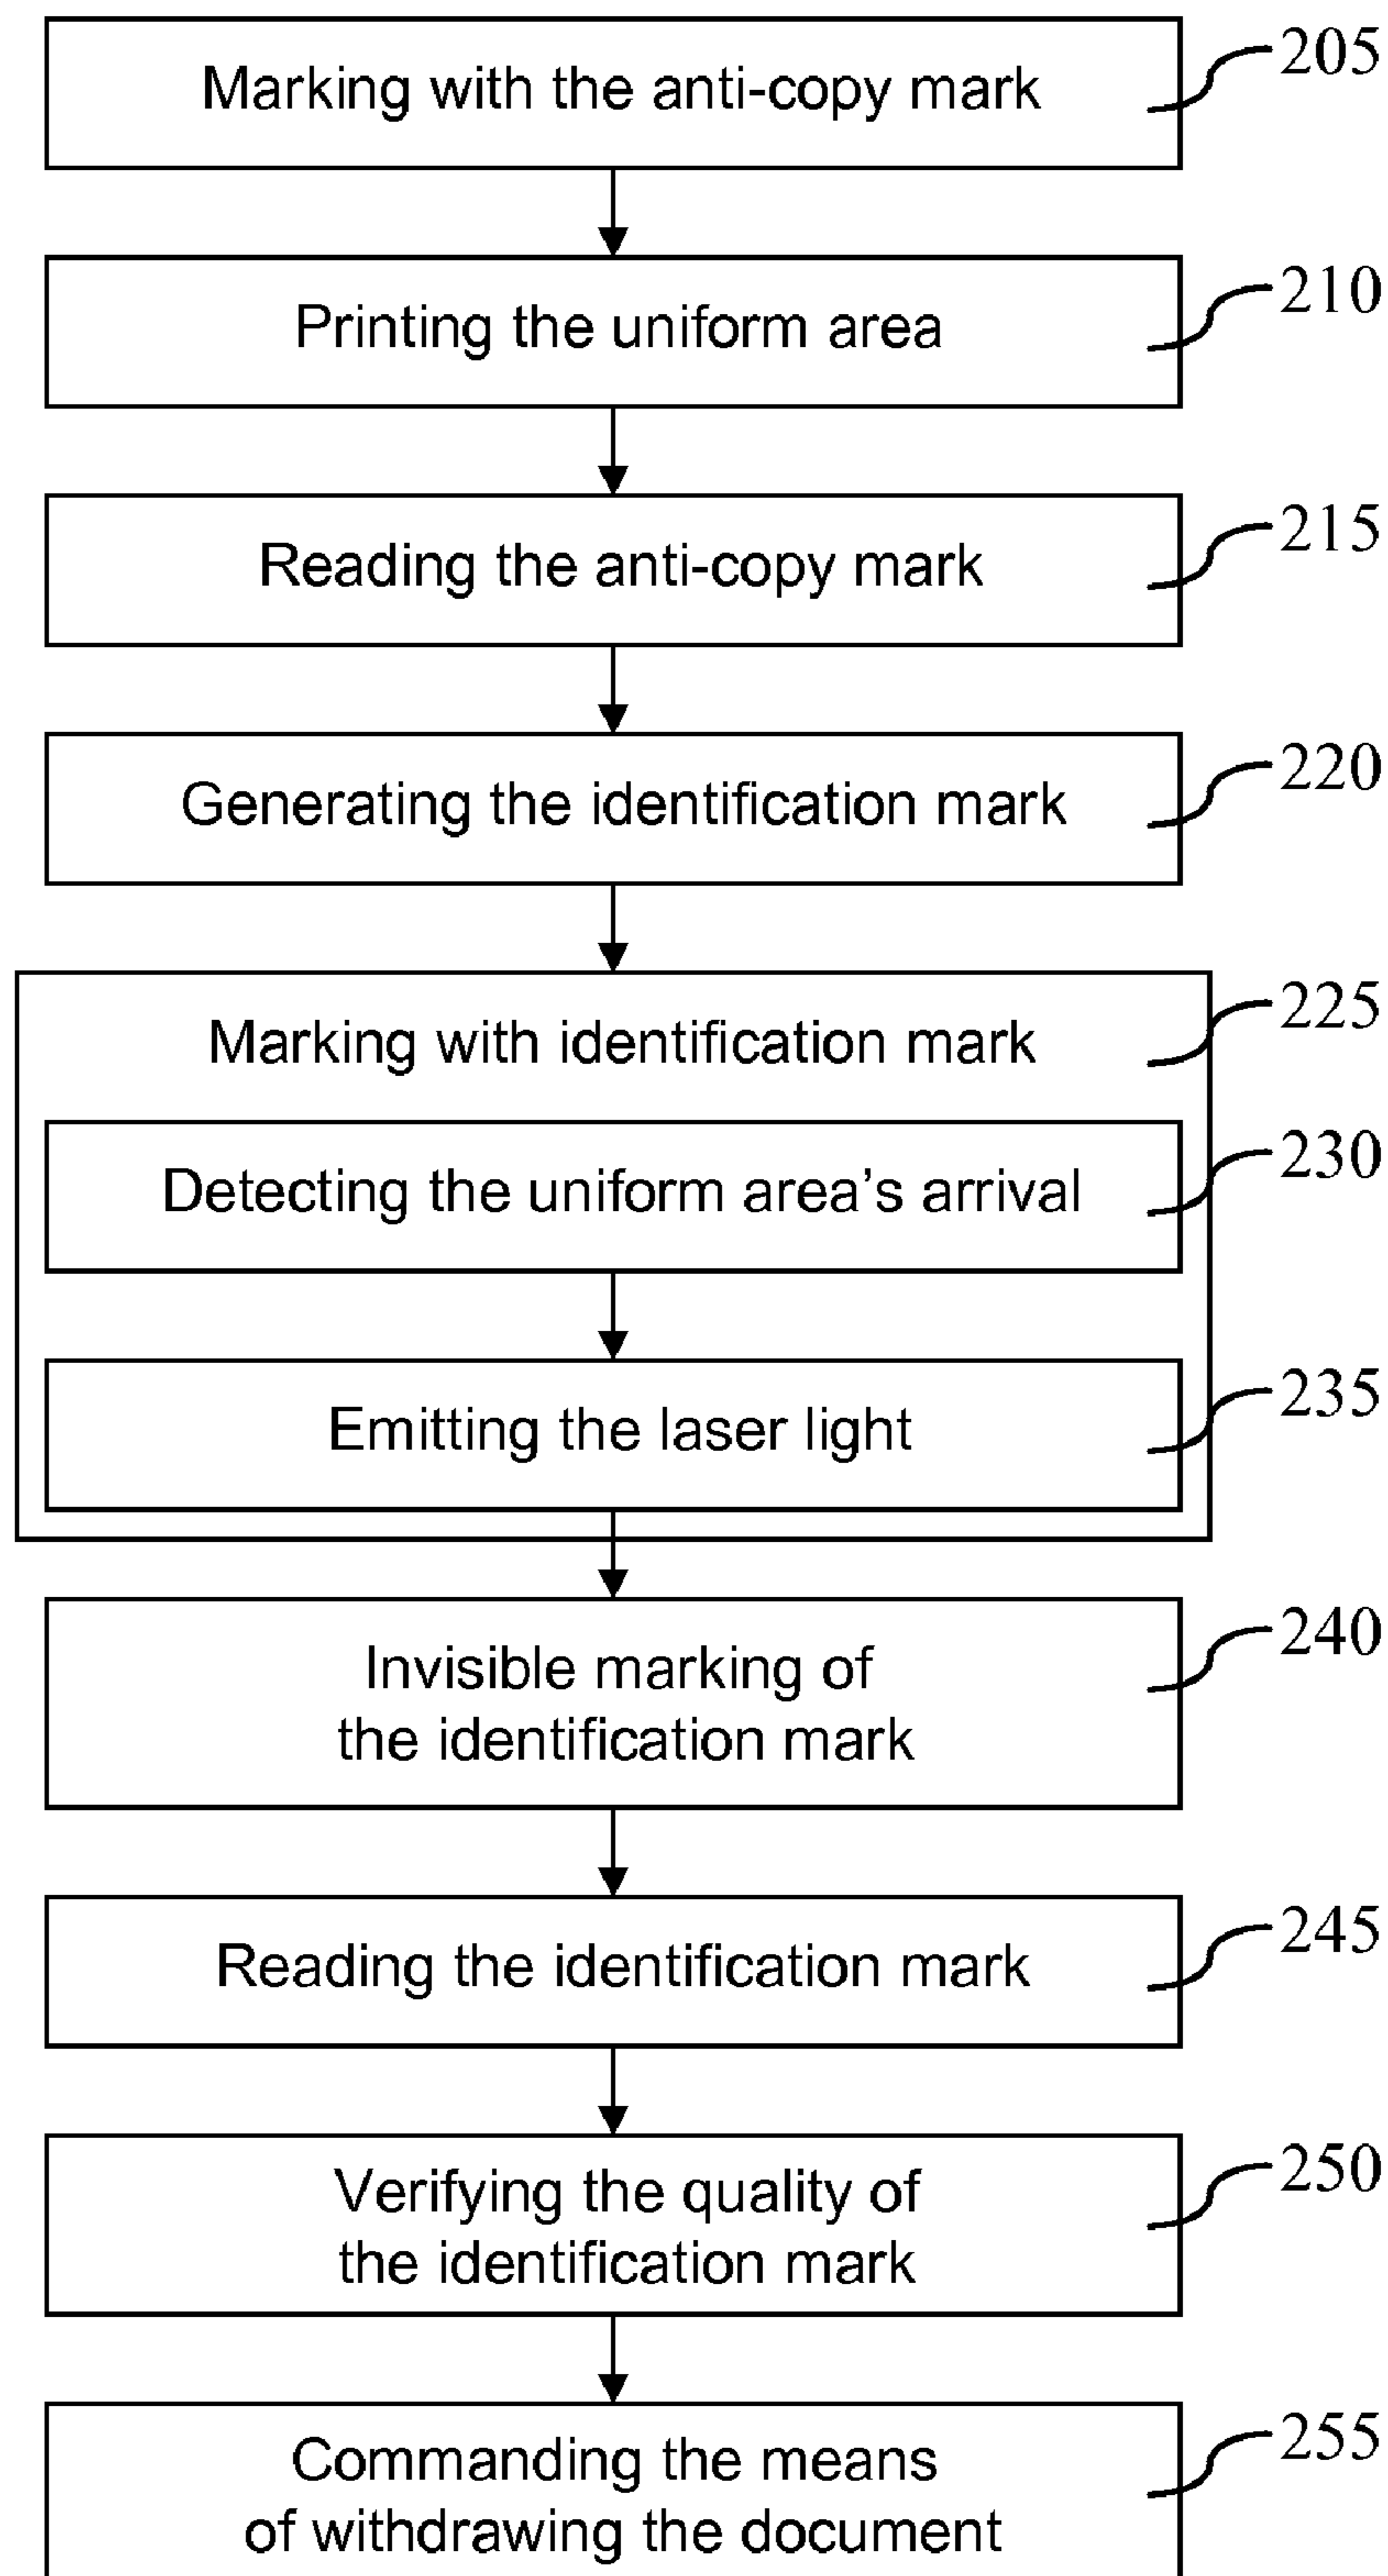 Marking with the anti-copy mark
205
Printing the uniform area
210
Reading the anti-copy mark
215
Generating the identification mark
220
Marking with identification mark
225
Detecting the uniform area's arrival
230
Emitting the laser light
235
Invisible marking of
the identification mark
240
Reading the identification mark
245
Verifying the quality of
the identification mark
250
Commanding the means
of withdrawing the document
255